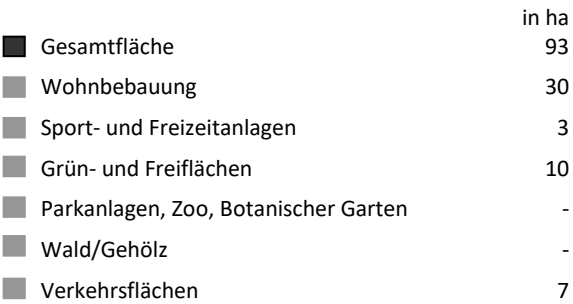 in ha
Gesamtfläche 93
Wohnbebauung 30
Sport- und Freizeitanlagen 3
Grün- und Freiflächen 10
Parkanlagen, Zoo, Botanischer Garten -
Wald/Gehölz -
Verkehrsflächen 7